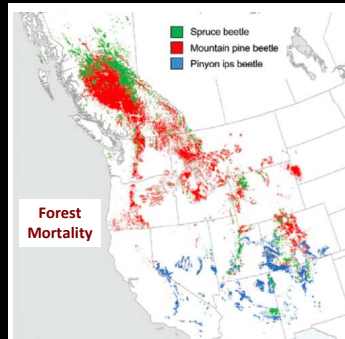 Spruce beetle
Mountain pine beetle
Pinyon ips beetle
Forest
Mortality